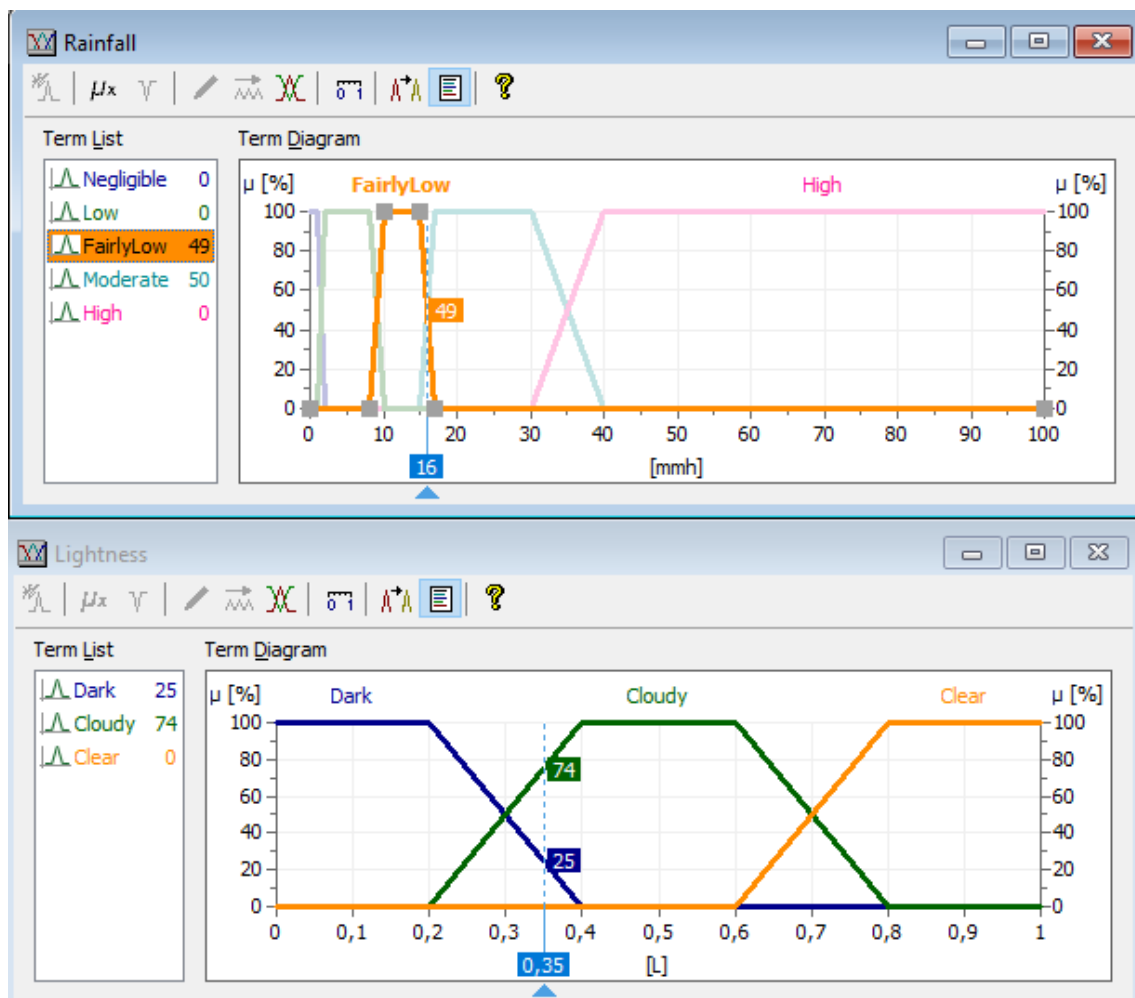 Rainfall
μx
Term List
Term Diagram
Negligible 0
Low 0
FairlyLow 49
Moderate 50
High 0
μ [%] FairlyLow High μ [%]
100 100
80 80
60 60
49
40 40
20 20
0 0
0 10 20 30 40 50 60 70 80 90 100
16 [mmh]
Lightness
μx
Term List
Term Diagram
Dark 25
Cloudy 74
Clear 0
μ [%] Dark Cloudy Clear μ [%]
100 100
80 80
74
60 60
40 40
25
20 20
0 0
0 0,1 0,2 0,3 0,4 0,5 0,6 0,7 0,8 0,9 1
0,35 [L]